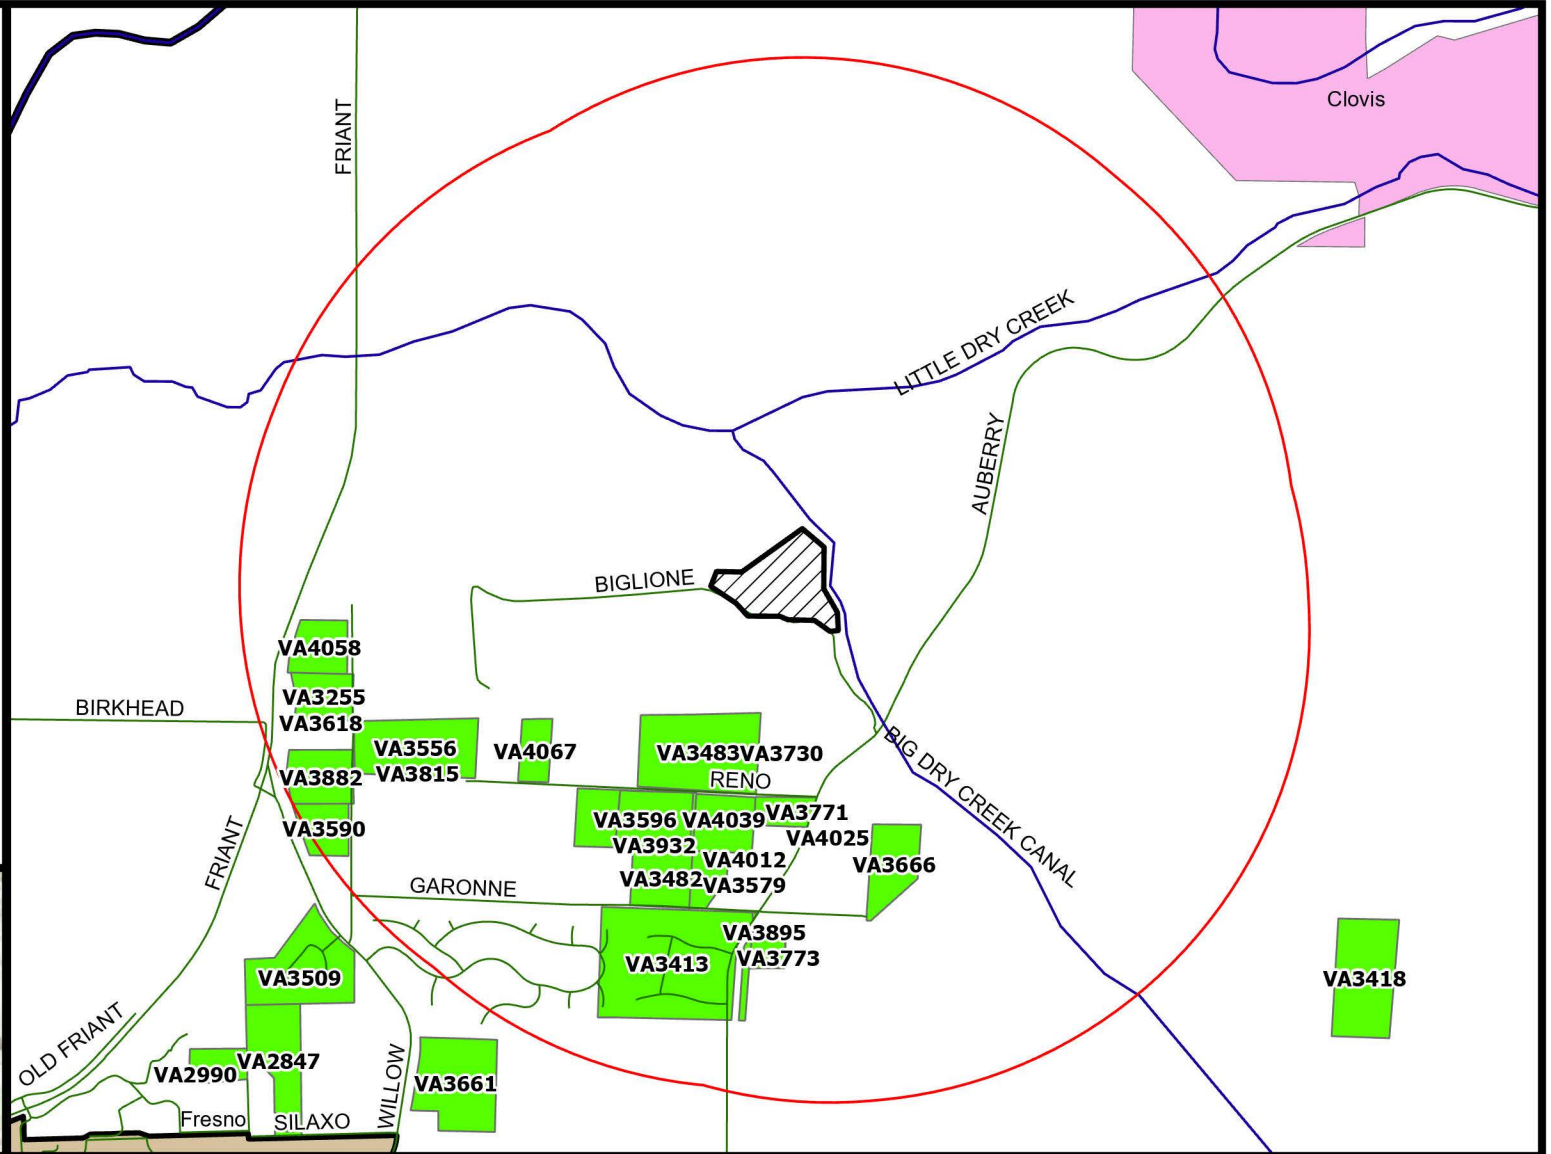 Clovis
FRIANT
LITTLE DRY CREEK
AUBERRY
BIGLIONE
VA4058
VA3255
BIRKHEAD
VA3618
VA3556
VA4067
VA3483VA3730
BIG DRY CREEK CANAL
VA3882
VA3815
RENO
VA3590
VA3596
VA4039
VA3771
VA3932
VA4025
FRIANT
VA4012
VA3666
GARONNE
VA3482
VA3579
VA3895
VA3413
VA3773
VA3509
VA3418
OLD FRIANT
VA2990
VA2847
WILLOW
VA3661
Fresno
SILAXO